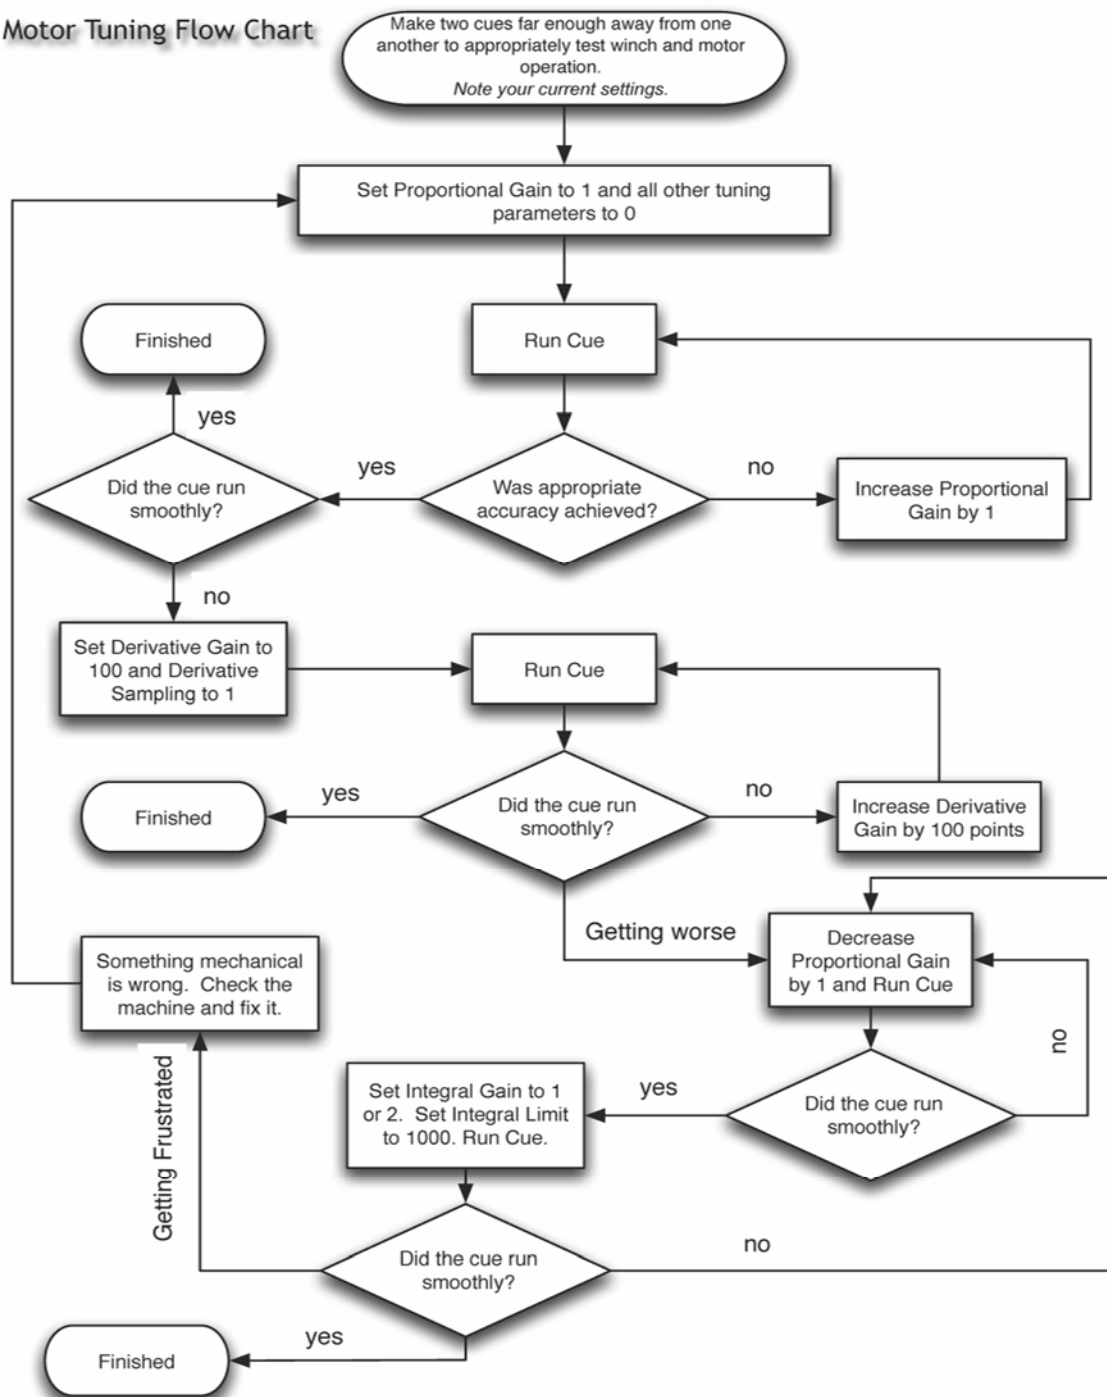 Motor Tuning Flow Chart
Make two cues far enough away from one
another to appropriately test winch and motor
operation.
Note your current settings.
Set Proportional Gain to 1 and all other tuning
parameters to 0
Finished
Run Cue
yes
Did the cue run
smoothly?
yes
Was appropriate
accuracy achieved?
no
Increase Proportional
Gain by 1
no
Set Derivative Gain to
100 and Derivative
Sampling to 1
Run Cue
Finished
yes
Did the cue run
smoothly?
no
Increase Derivative
Gain by 100 points
Getting worse
Decrease
Proportional Gain
by 1 and Run Cue
Something mechanical
is wrong. Check the
machine and fix it.
no
Getting Frustrated
Set Integral Gain to 1
or 2. Set Integral Limit
to 1000. Run Cue.
yes
Did the cue run
smoothly?
Did the cue run
smoothly?
no
yes
Finished